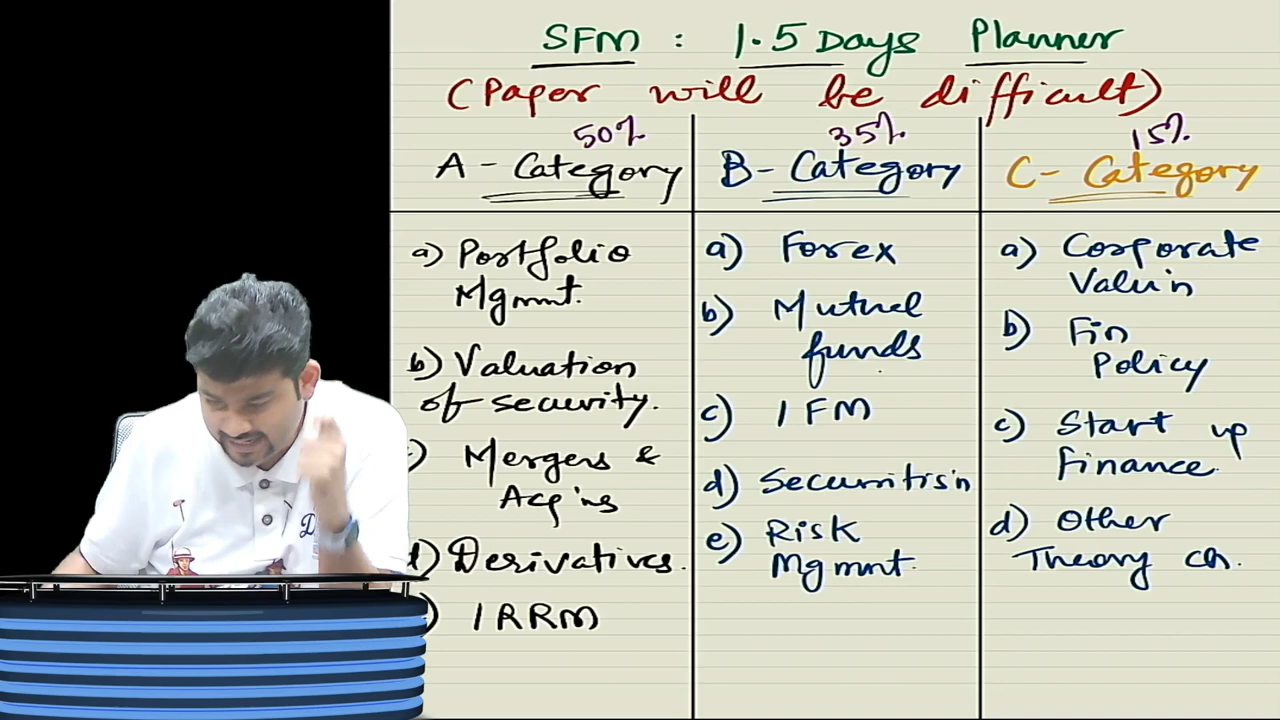 SFM : 1.5 Days Planner
(Paper will be difficult)
50%
A - Category
a) Portfolio
Mgmnt.
b) Valuation
of security.
) Mergers &
Acq'ns
d) Derivatives.
) IRRM
35%
B - Category
a) Forex
b) Mutual
funds
c) IFM
d) Securitis'n
e) Risk
Mgmnt.
15%
C - Category
a) Corporate
Valu'n
b) Fin
Policy
c) Start up
Finance.
d) Other
Theory ch.